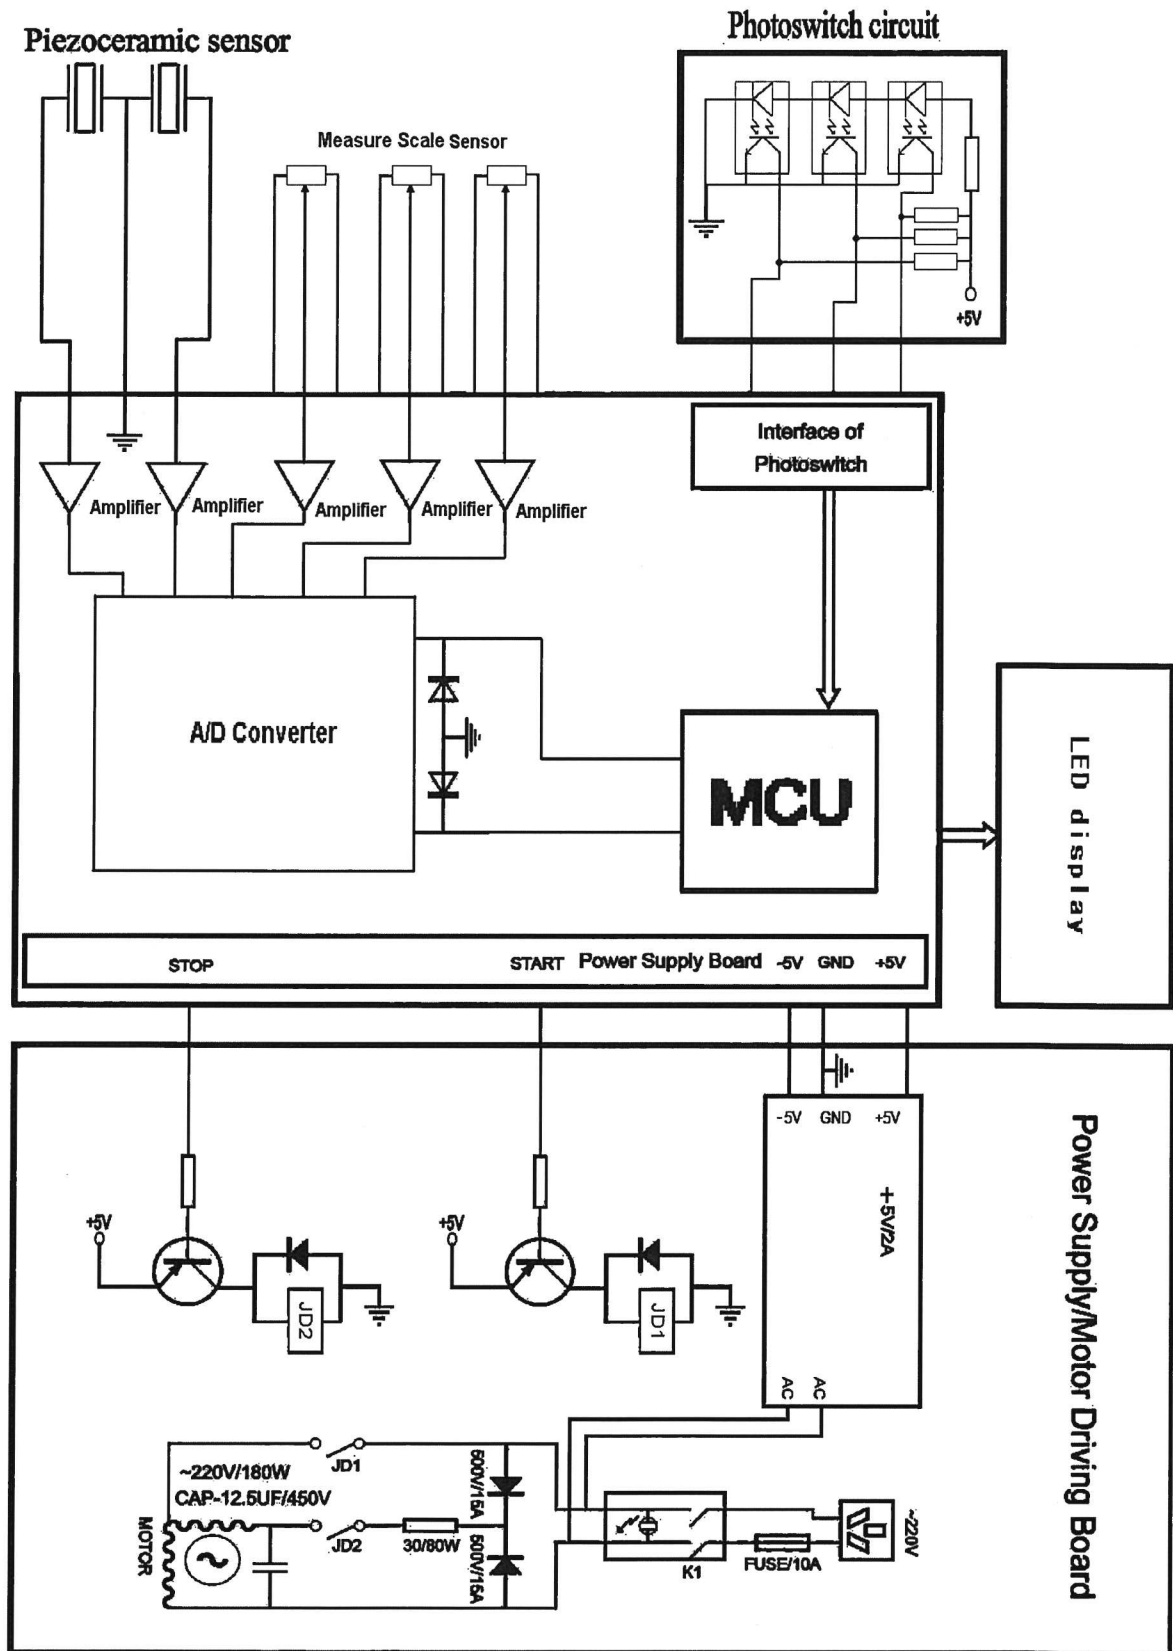 Piezoceramic sensor
Photoswitch circuit
Measure Scale Sensor
+5V
Interface of
Photoswitch
Amplifier
Amplifier
Amplifier
Amplifier
Amplifier
A/D Converter
MCU
LED display
STOP
START
Power Supply Board
-5V
GND
+5V
-5V
GND
+5V
+5V/2A
Power Supply/Motor Driving Board
+5V
JD2
+5V
JD1
AC
AC
JD1
~220V/180W
CAP-12.5UF/450V
MOTOR
JD2
30/80W
500V/15A
500V/15A
K1
FUSE/10A
~220V